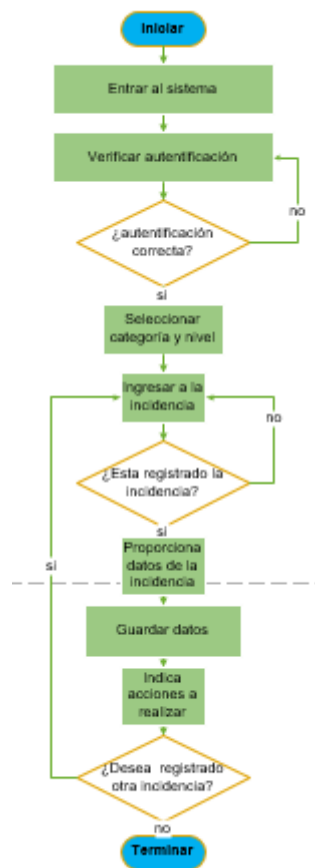 Iniciar
Entrar al sistema
Verificar autentificación
no
¿autentificación
correcta?
si
Seleccionar
categoría y nivel
Ingresar a la
incidencia
no
¿Esta registrado la
incidencia?
si
Proporciona
datos de la
incidencia
si
Guardar datos
Indica
acciones a
realizar
¿Desea registrado
otra incidencia?
no
Terminar